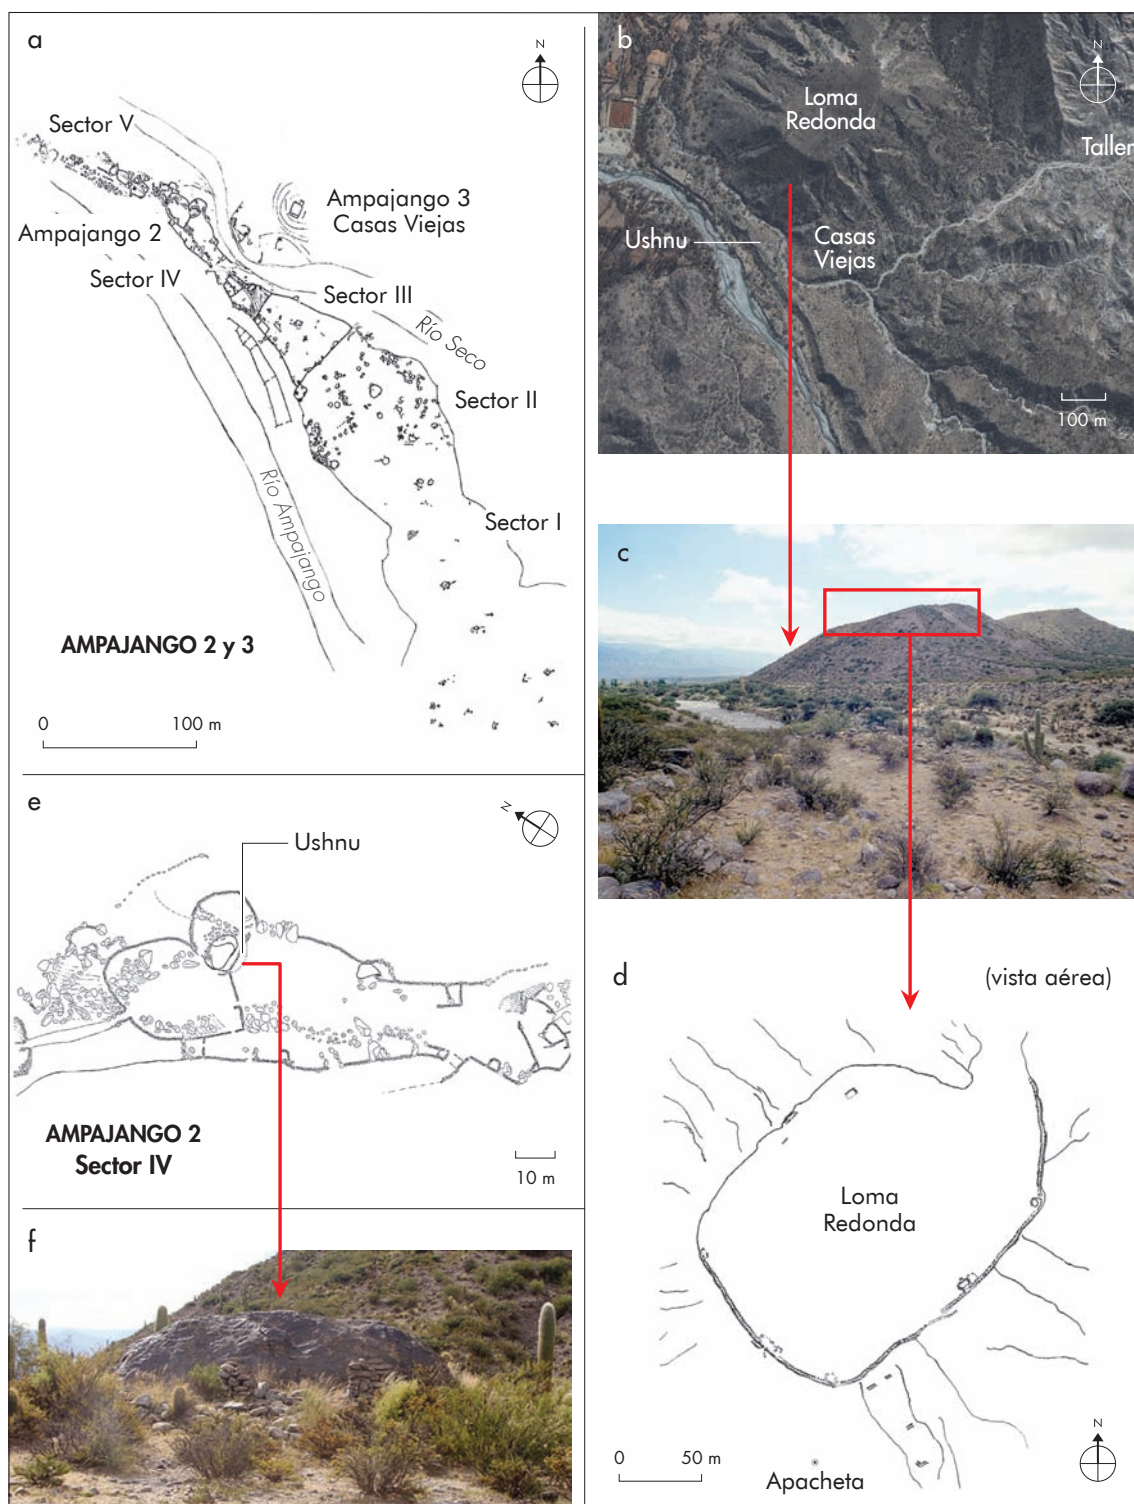 a
N
Sector V
Ampajango 3
Casas Viejas
Ampajango 2
Sector IV
Sector III
Río Seco
Sector II
Río Ampajango
Sector I
AMPAJANGO 2 y 3
0 100 m
b
N
Loma
Redonda
Taller
Ushnu
Casas
Viejas
100 m
c
d
(vista aérea)
Loma
Redonda
N
0 50 m
Apacheta
e
N
Ushnu
AMPAJANGO 2
Sector IV
10 m
f